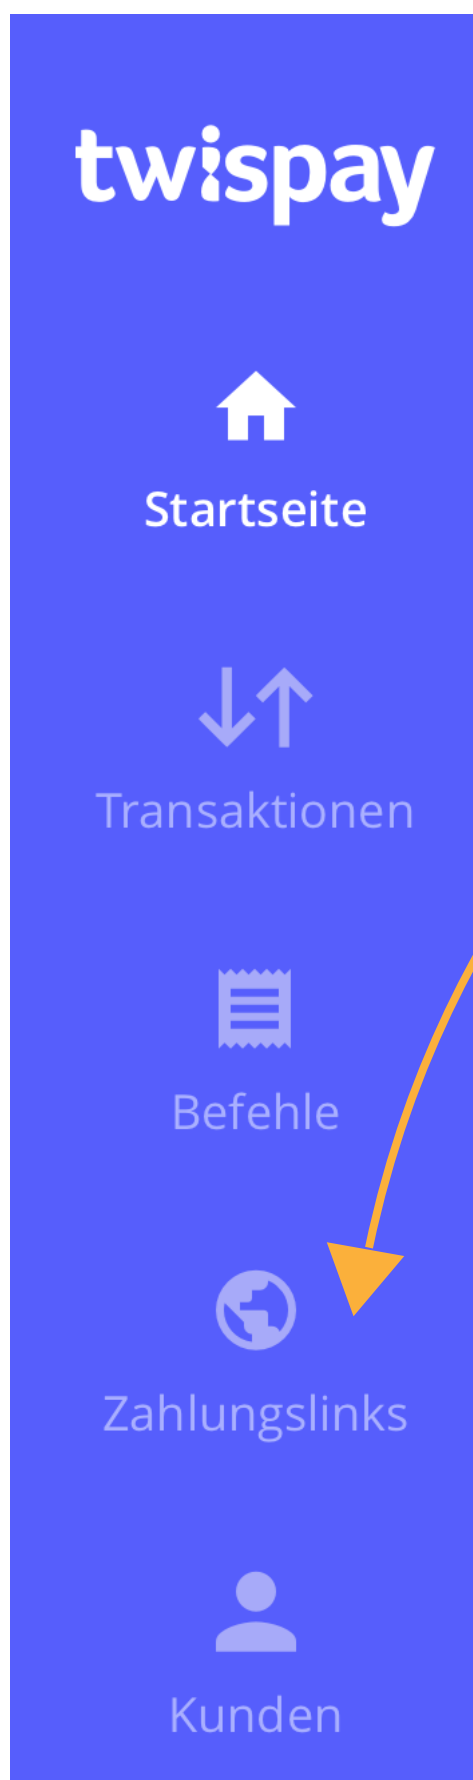 twispay
Startseite
Transaktionen
Befehle
Zahlungslinks
Kunden